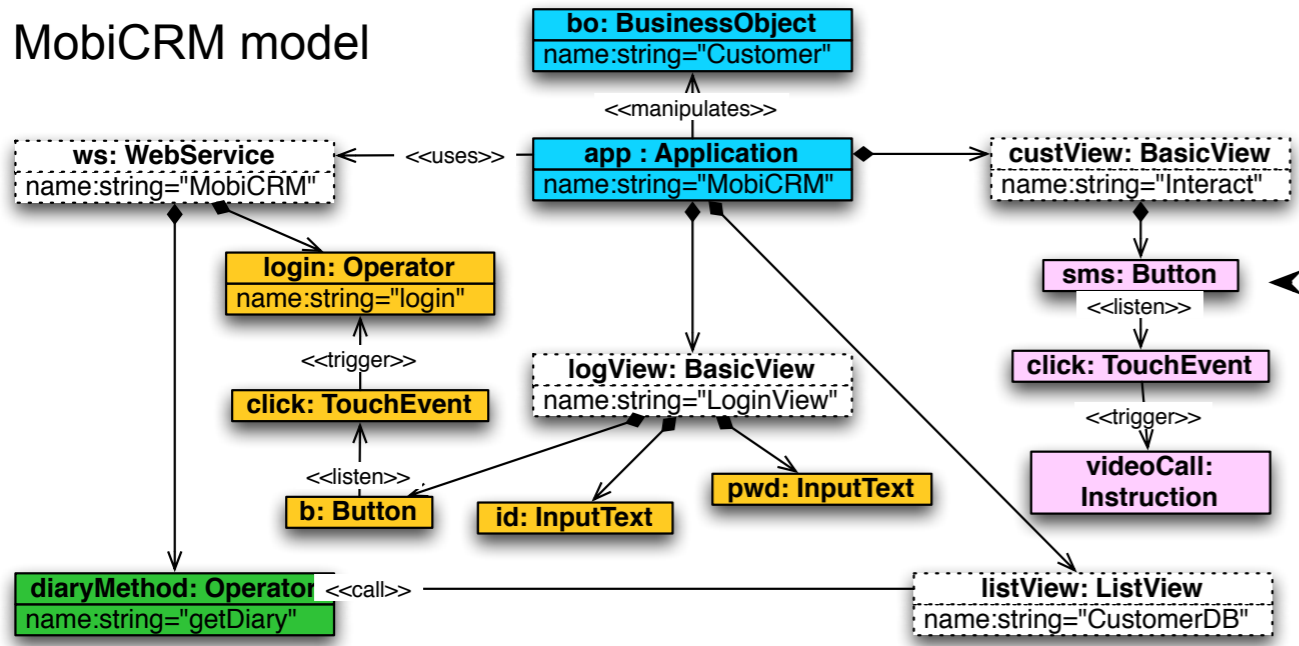 MobiCRM model
bo: BusinessObject
name:string="Customer"
<<manipulates>>
ws: WebService
name:string="MobiCRM"
<<uses>>
app : Application
name:string="MobiCRM"
custView: BasicView
name:string="Interact"
login: Operator
name:string="login"
sms: Button
<<listen>>
<<trigger>>
click: TouchEvent
logView: BasicView
name:string="LoginView"
click: TouchEvent
<<trigger>>
<<listen>>
b: Button
id: InputText
pwd: InputText
videoCall:
Instruction
diaryMethod: Operator
name:string="getDiary"
<<call>>
listView: ListView
name:string="CustomerDB"